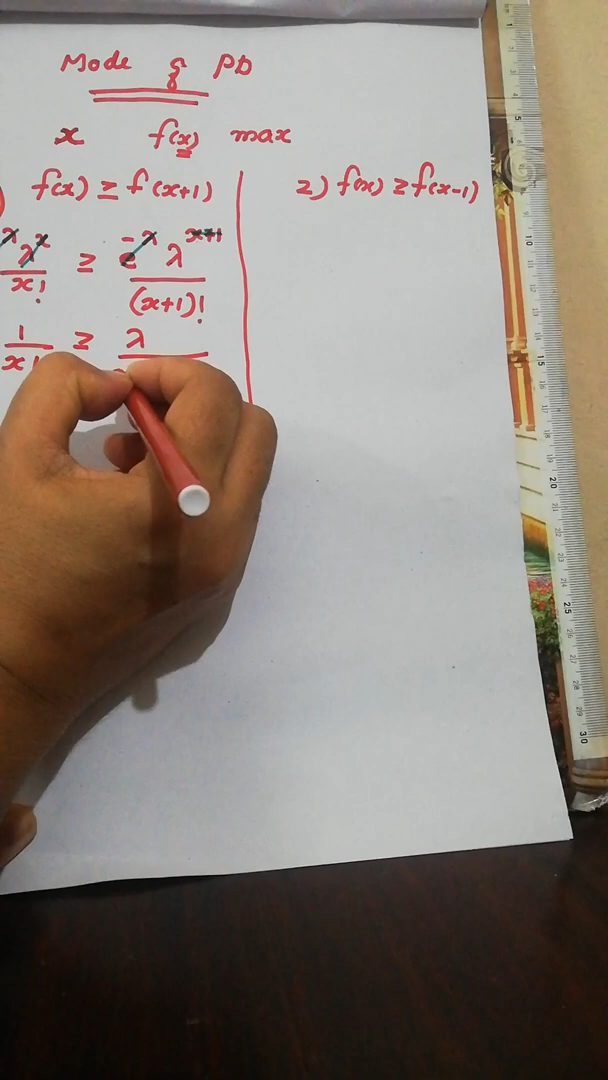 Mode of PD
x f(x) max
) f(x) ≥ f(x+1)
λ^x / x! ≥ e^-λ λ^x+1 / (x+1)!
1 / x! ≥ λ
2) f(x) ≥ f(x-1)